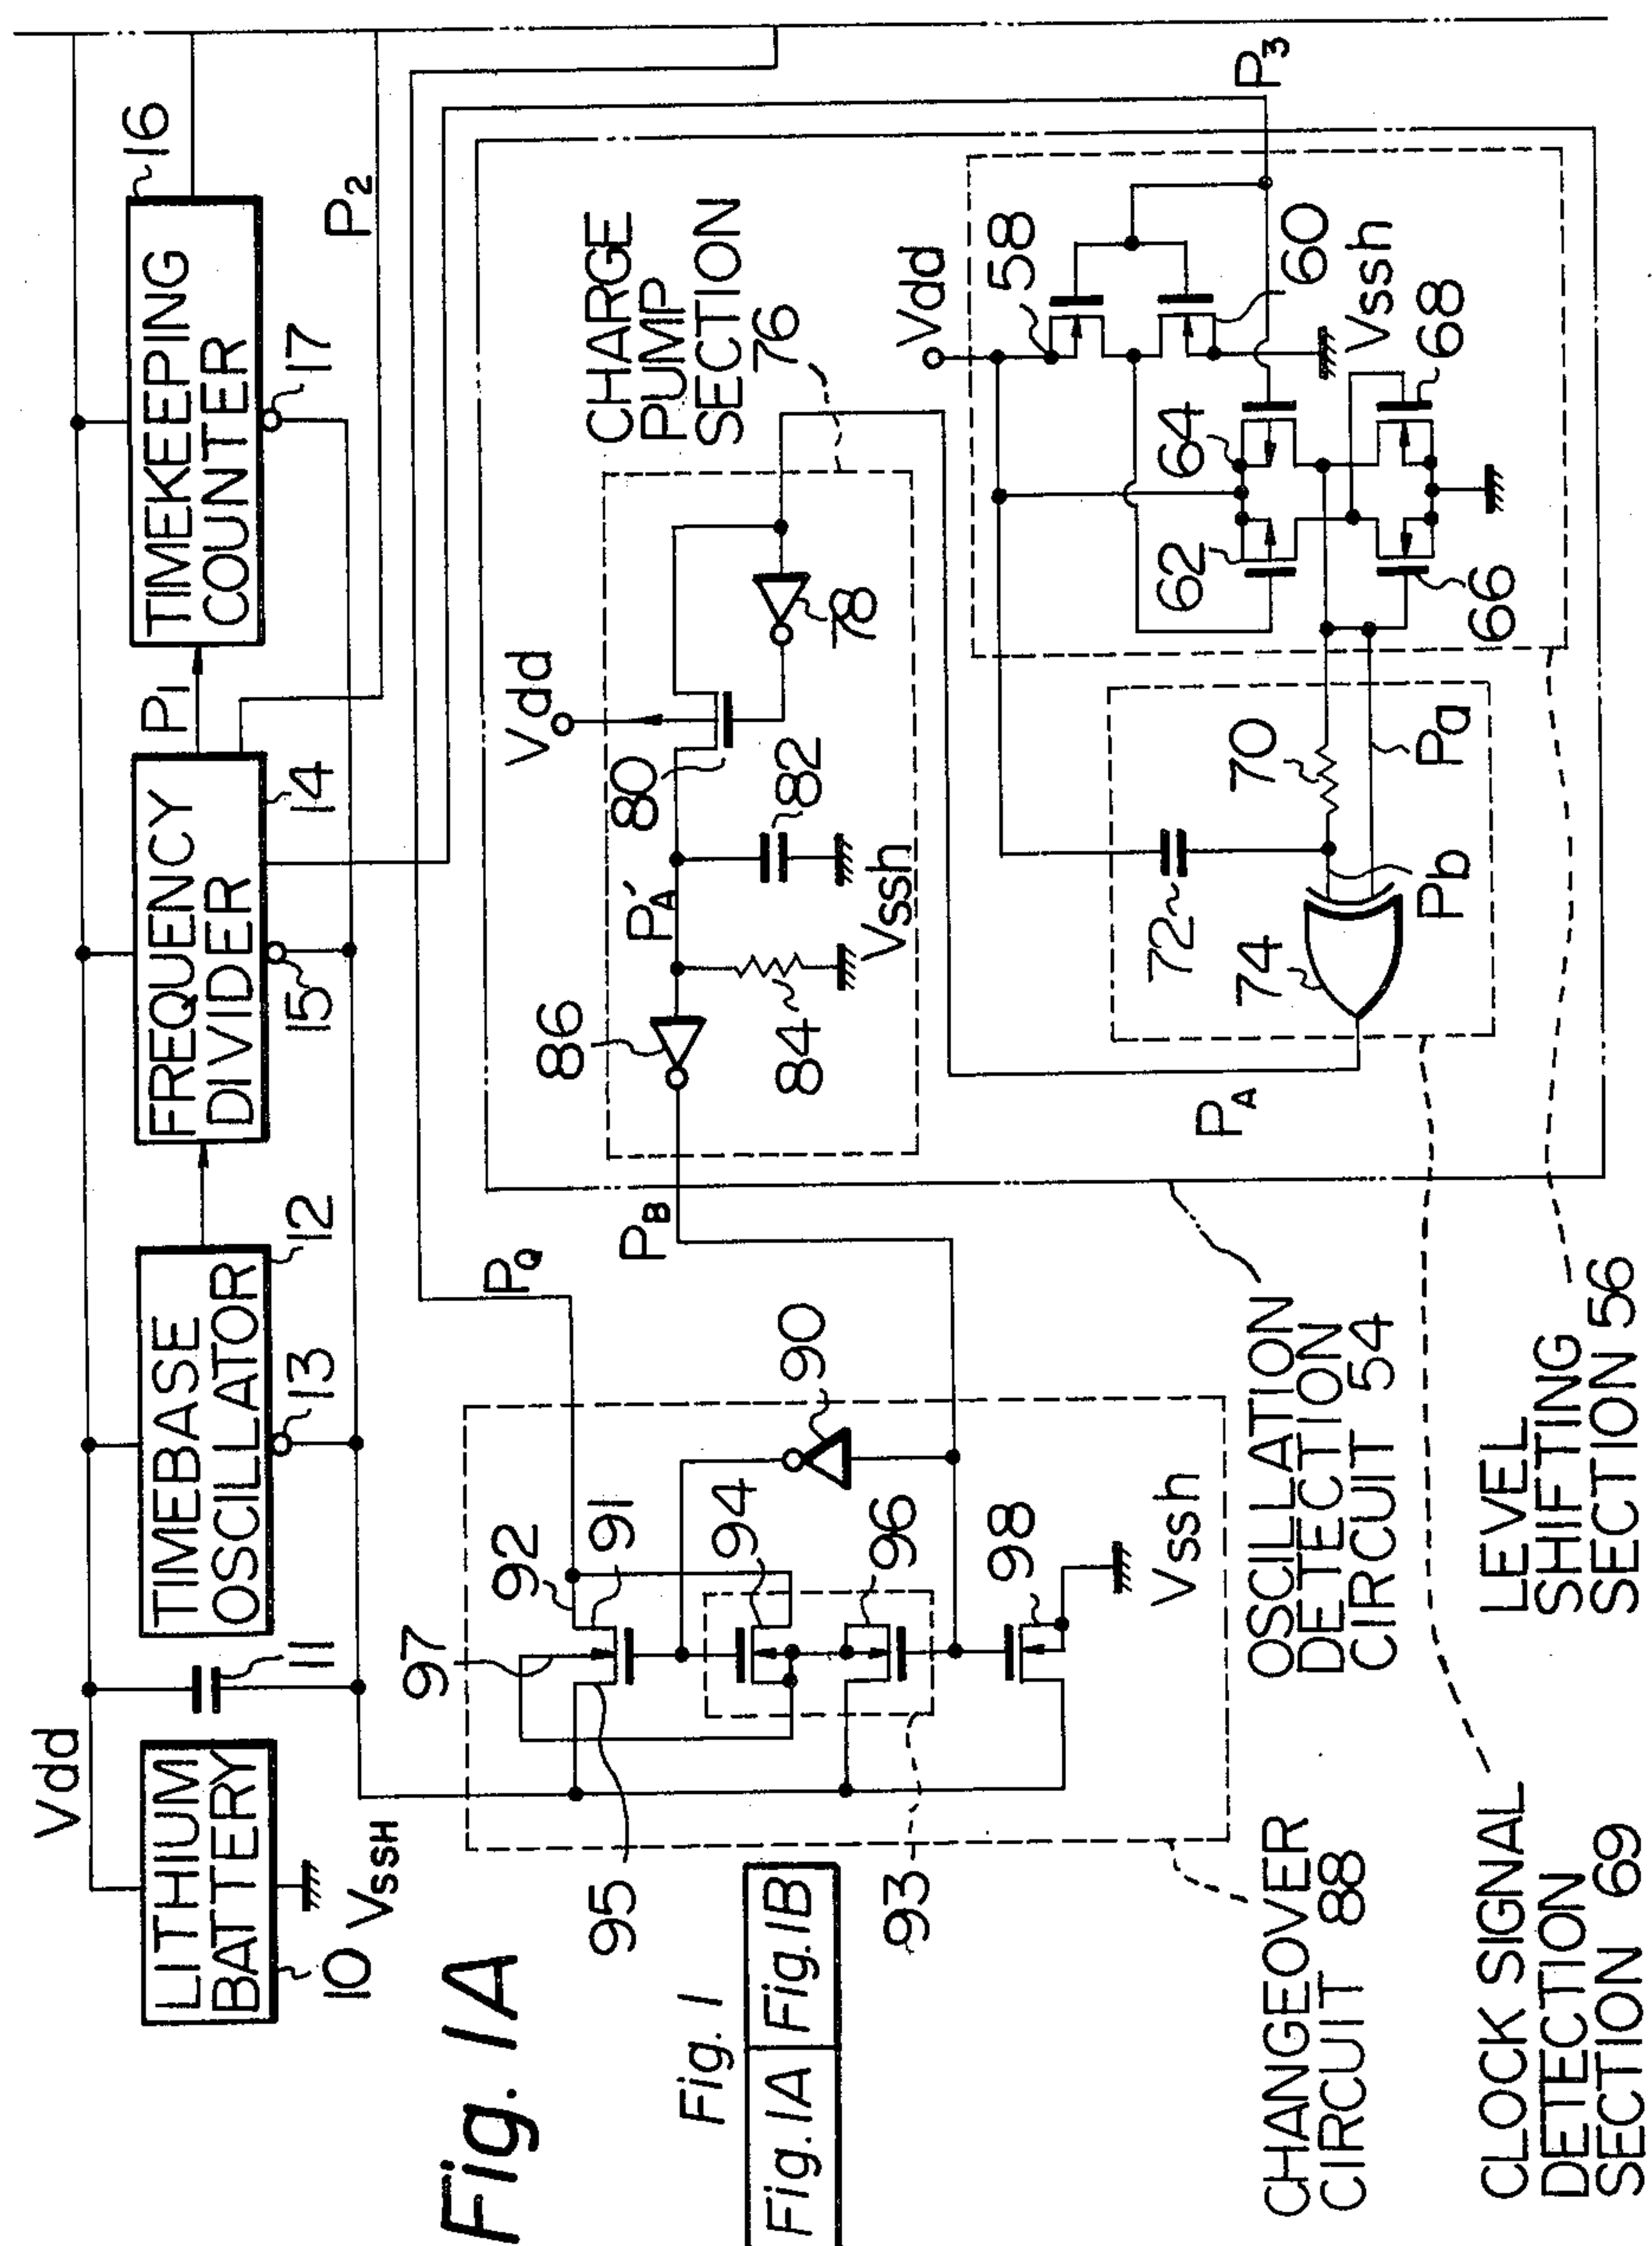 Fig. 1A
Fig. 1
Fig. 1A
Fig. 1B
Vdd
LITHIUM
BATTERY
10
VSSH
11
TIMEBASE
OSCILLATOR
12
13
FREQUENCY
DIVIDER
14
15
P1
TIMEKEEPING
COUNTER
16
17
P2
PQ
97
92
91
95
94
90
93
96
98
Vssh
CHANGEOVER
CIRCUIT 88
PB
86
PA'
84
Vssh
82
80
Vdd
78
CHARGE
PUMP
SECTION
76
OSCILLATION
DETECTION
CIRCUIT 54
PA
74
72
Pb
70
Pa
Vdd
58
60
62
64
66
68
Vssh
P3
CLOCK SIGNAL
DETECTION
SECTION 69
LEVEL
SHIFTING
SECTION 56